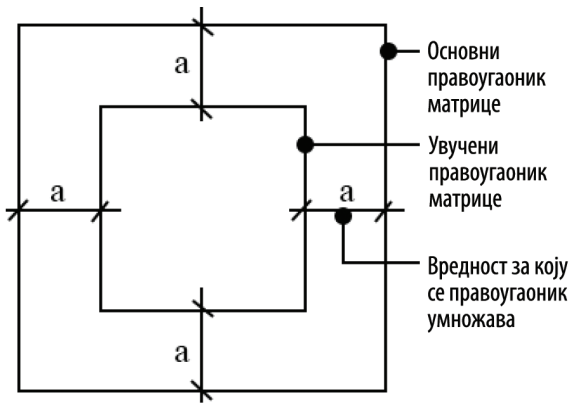 a
Основни
правоугаоник
матрице
Увучени
правоугаоник
матрице
a
a
Вредност за коју
се правоугаоник
умножава
a